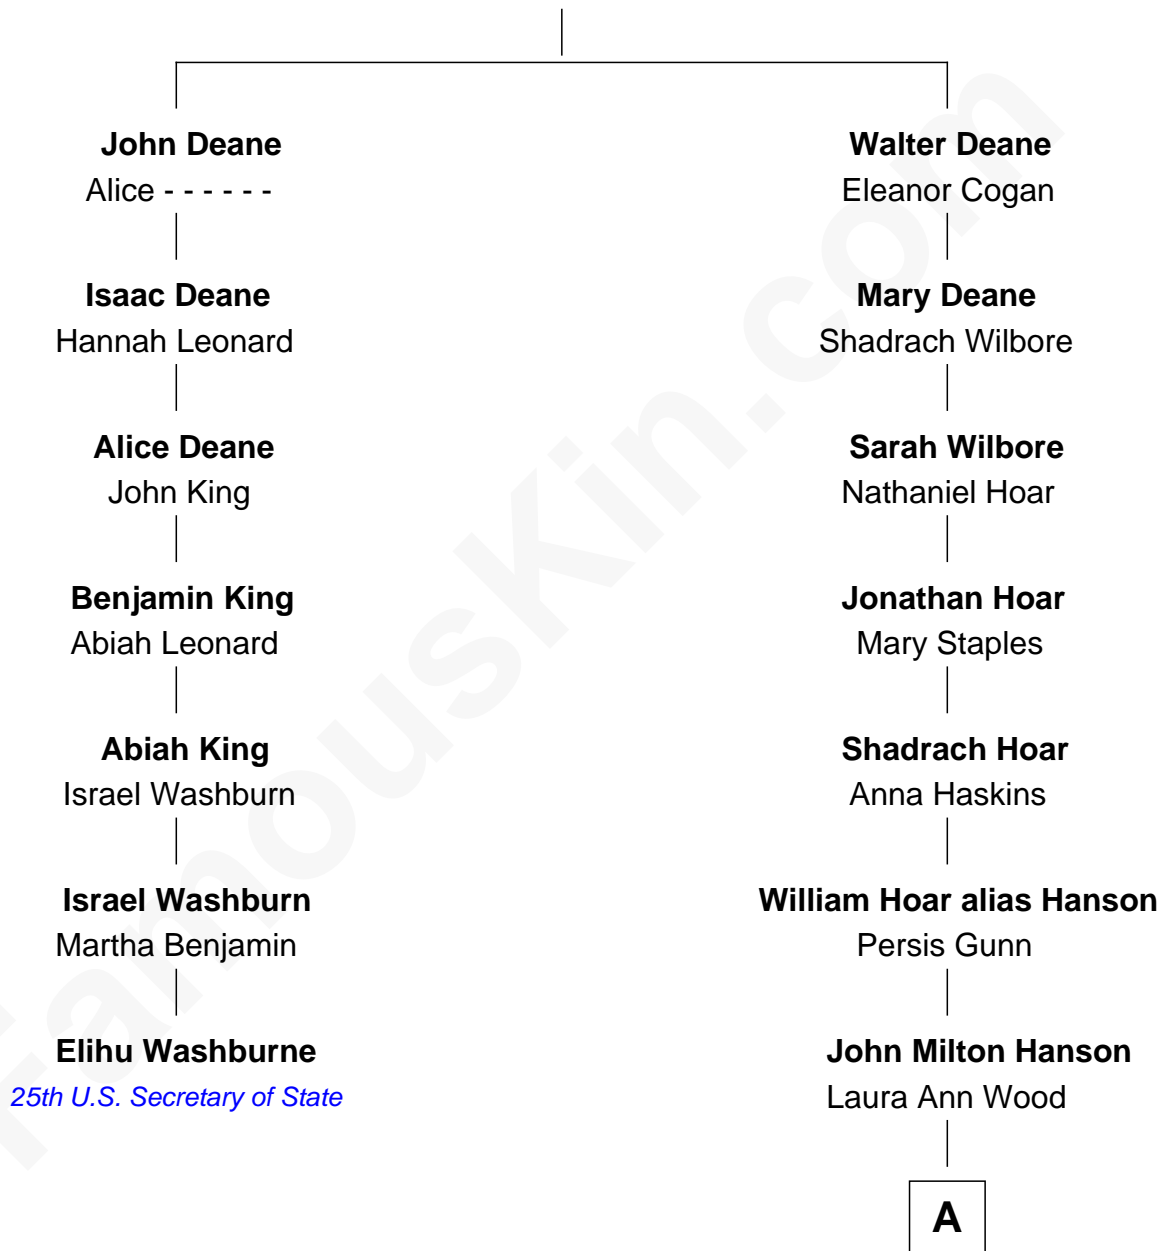 John Deane
Alice - - - - - -
Isaac Deane
Hannah Leonard
Alice Deane
John King
Benjamin King
Abiah Leonard
Abiah King
Israel Washburn
Israel Washburn
Martha Benjamin
Elihu Washburne
25th U.S. Secretary of State
Walter Deane
Eleanor Cogan
Mary Deane
Shadrach Wilbore
Sarah Wilbore
Nathaniel Hoar
Jonathan Hoar
Mary Staples
Shadrach Hoar
Anna Haskins
William Hoar alias Hanson
Persis Gunn
John Milton Hanson
Laura Ann Wood
A
FamousKin.com